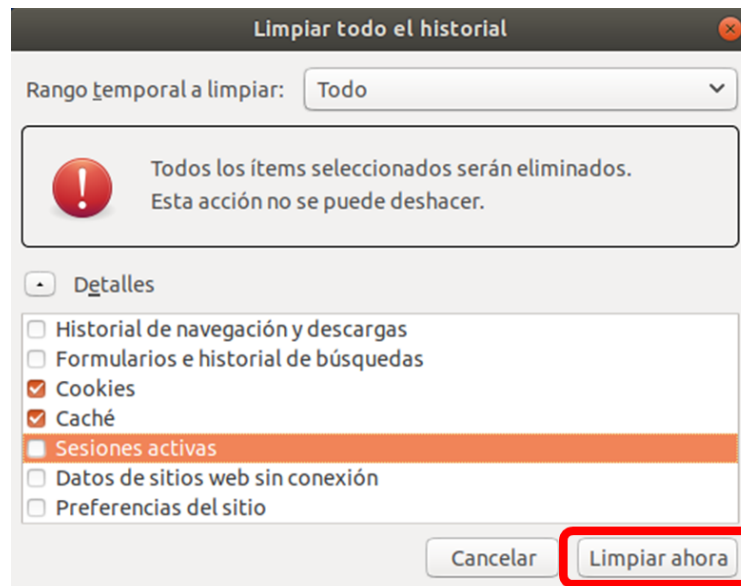 Limpiar todo el historial
Rango temporal a limpiar: Todo
Todos los ítems seleccionados serán eliminados.
Esta acción no se puede deshacer.
Detalles
Historial de navegación y descargas
Formularios e historial de búsquedas
Cookies
Caché
Sesiones activas
Datos de sitios web sin conexión
Preferencias del sitio
Cancelar Limpiar ahora